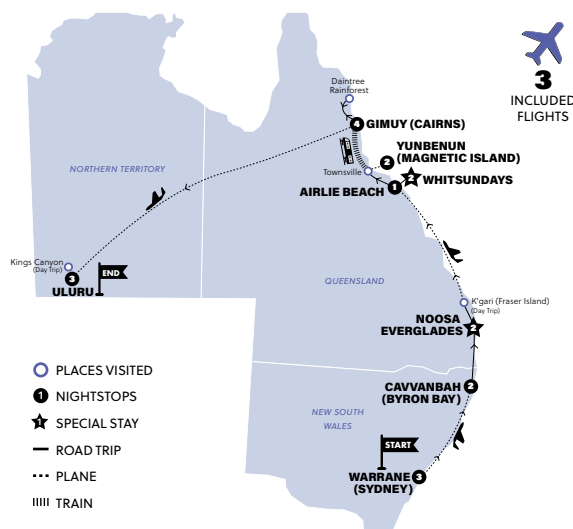 3
INCLUDED
FLIGHTS
Daintree
Rainforest
4
GIMUY (CAIRNS)
2
YUNBENUN
(MAGNETIC ISLAND)
Townsville
2
WHITSUNDAYS
AIRLIE BEACH
1
NORTHERN TERRITORY
Kings Canyon
(Day Trip)
3
ULURU
END
QUEENSLAND
K'gari (Fraser Island)
(Day Trip)
NOOSA
EVERGLADES
2
CAVVANBAH
(BYRON BAY)
2
NEW SOUTH
WALES
START
WARRANE
(SYDNEY)
3
PLACES VISITED
1 NIGHTSTOPS
1 SPECIAL STAY
ROAD TRIP
PLANE
TRAIN